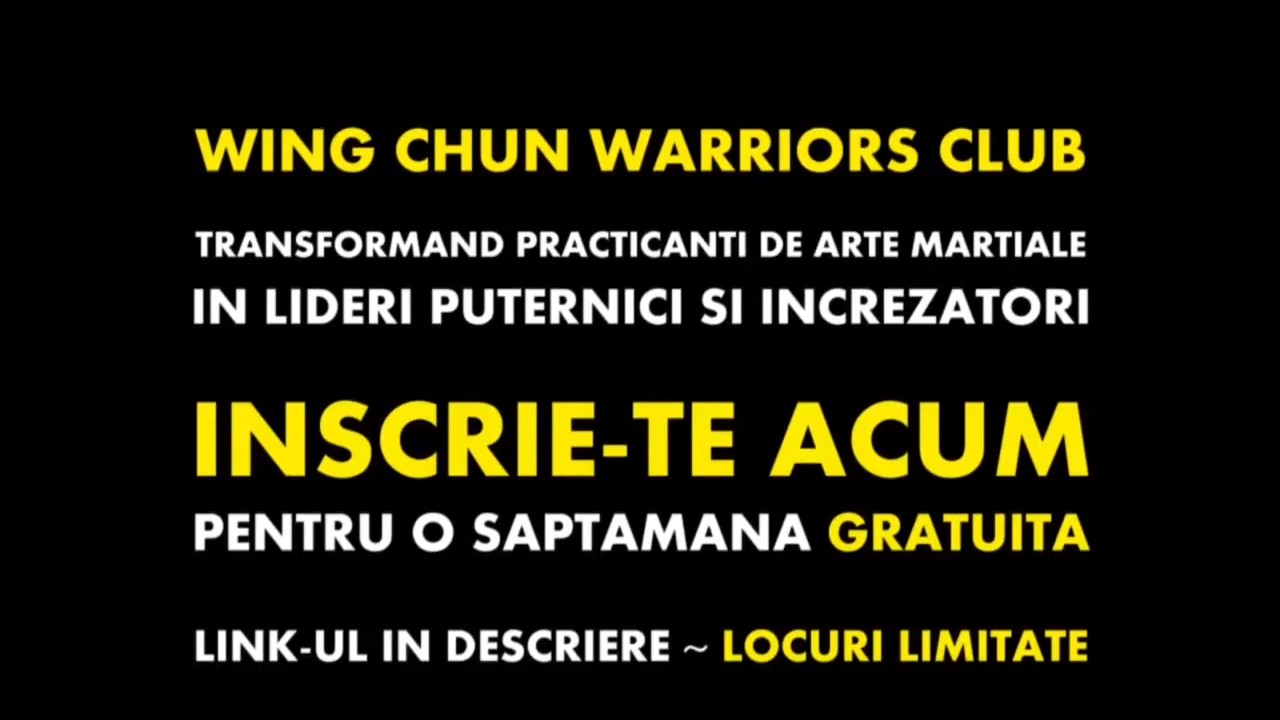 WING CHUN WARRIORS CLUB
TRANSFORMAND PRACTICANTI DE ARTE MARTIALE
IN LIDERI PUTERNICI SI INCREZATORI
INSCRIE-TE ACUM
PENTRU O SAPTAMANA GRATUITA
LINK-UL IN DESCRIERE ~ LOCURI LIMITATE